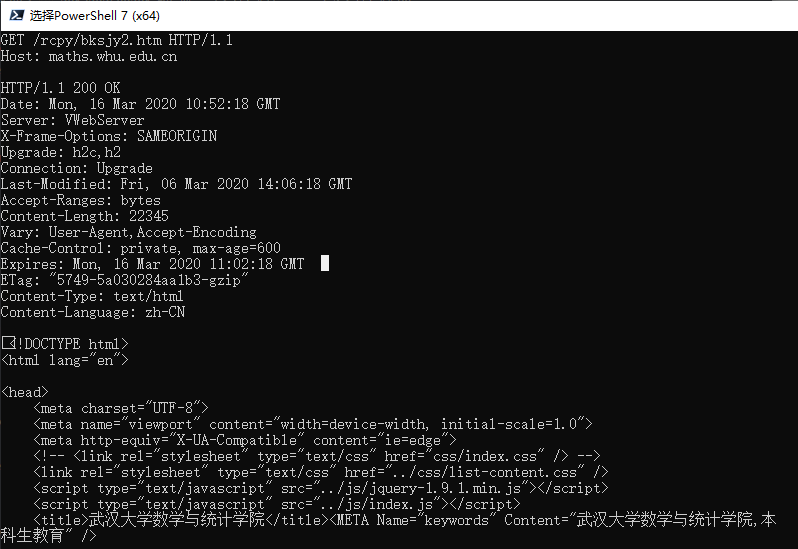 选择PowerShell 7 (x64)
GET /rcpy/bksjy2.htm HTTP/1.1
Host: maths.whu.edu.cn
HTTP/1.1 200 OK
Date: Mon, 16 Mar 2020 10:52:18 GMT
Server: VWebServer
X-Frame-Options: SAMEORIGIN
Upgrade: h2c,h2
Connection: Upgrade
Last-Modified: Fri, 06 Mar 2020 14:06:18 GMT
Accept-Ranges: bytes
Content-Length: 22345
Vary: User-Agent,Accept-Encoding
Cache-Control: private, max-age=600
Expires: Mon, 16 Mar 2020 11:02:18 GMT
ETag: "5749-5a030284aa1b3-gzip"
Content-Type: text/html
Content-Language: zh-CN
<!DOCTYPE html>
<html lang="en">
<head>
<meta charset="UTF-8">
<meta name="viewport" content="width=device-width, initial-scale=1.0">
<meta http-equiv="X-UA-Compatible" content="ie=edge">
<!-- <link rel="stylesheet" type="text/css" href="css/index.css" /> -->
<link rel="stylesheet" type="text/css" href="../css/list-content.css" />
<script type="text/javascript" src="../js/jquery-1.9.1.min.js"></script>
<script type="text/javascript" src="../js/index.js"></script>
<title>武汉大学数学与统计学院</title><META Name="keywords" Content="武汉大学数学与统计学院,本
科生教育" />